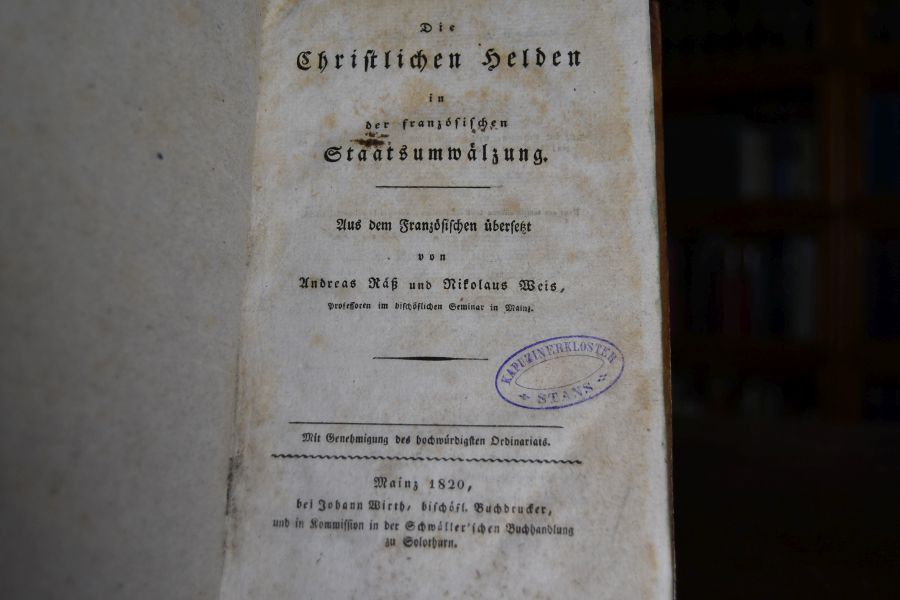 Die
Christlichen Helden
in
der französischen
Staatsumwälzung.
Aus dem Französischen übersetzt
von
Andreas Räß und Nikolaus Weis,
Professoren im bischöflichen Seminar in Mainz.
KAPUZINERKLOSTER
STANS
Mit Genehmigung des hochwürdigsten Ordinariats.
Mainz 1820,
bei Johann Wirth, bischöfl. Buchdrucker,
und in Kommission in der Schwäller'schen Buchhandlung
zu Solothurn.